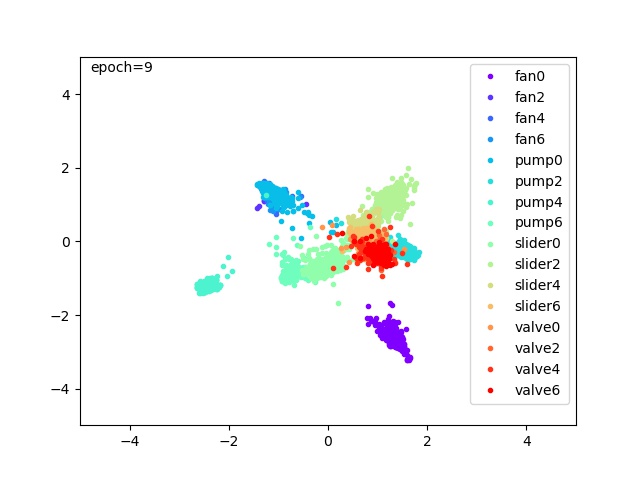 epoch=9
fan0
fan2
fan4
fan6
pump0
pump2
pump4
pump6
slider0
slider2
slider4
slider6
valve0
valve2
valve4
valve6
4
2
0
−2
−4
−4
−2
0
2
4